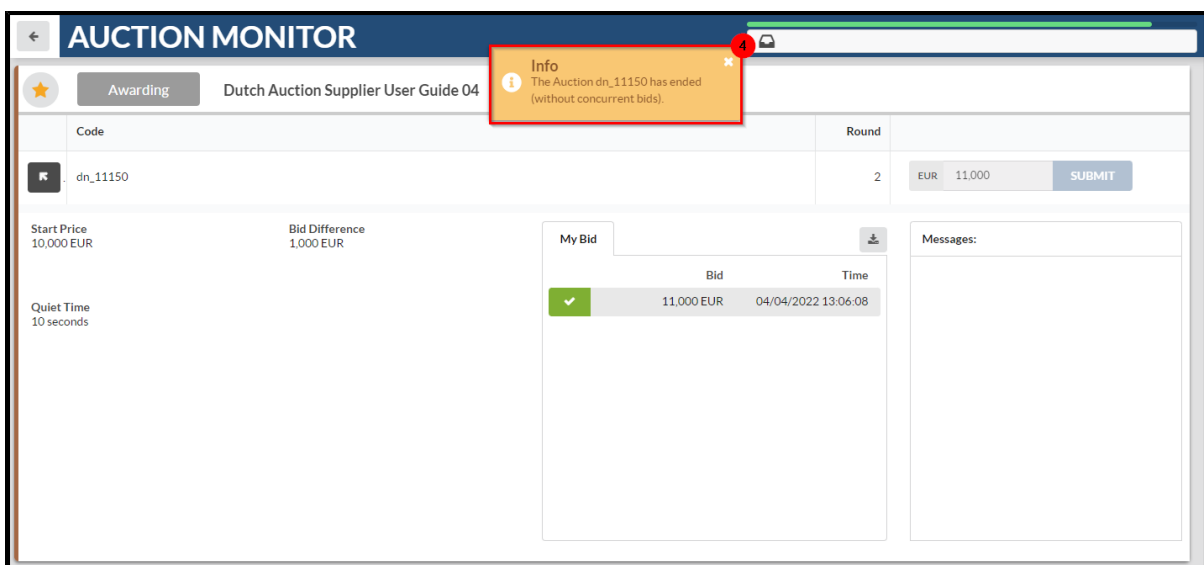 AUCTION MONITOR
4
Info
The Auction dn_11150 has ended
(without concurrent bids).
Awarding
Dutch Auction Supplier User Guide 04
Code
Round
dn_11150
2
EUR
11,000
SUBMIT
Start Price
10,000 EUR
Bid Difference
1,000 EUR
Quiet Time
10 seconds
My Bid
Bid
Time
11,000 EUR
04/04/2022 13:06:08
Messages: